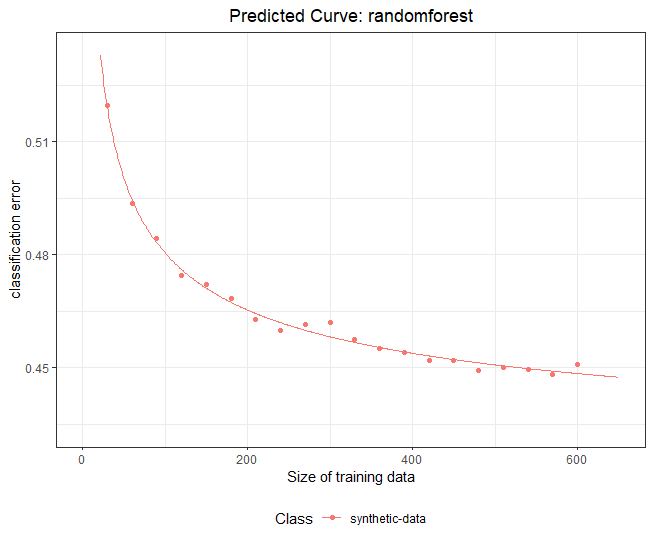 Predicted Curve: randomforest
classification error
0.51
0.48
0.45
0 200 400 600
Size of training data
Class synthetic-data